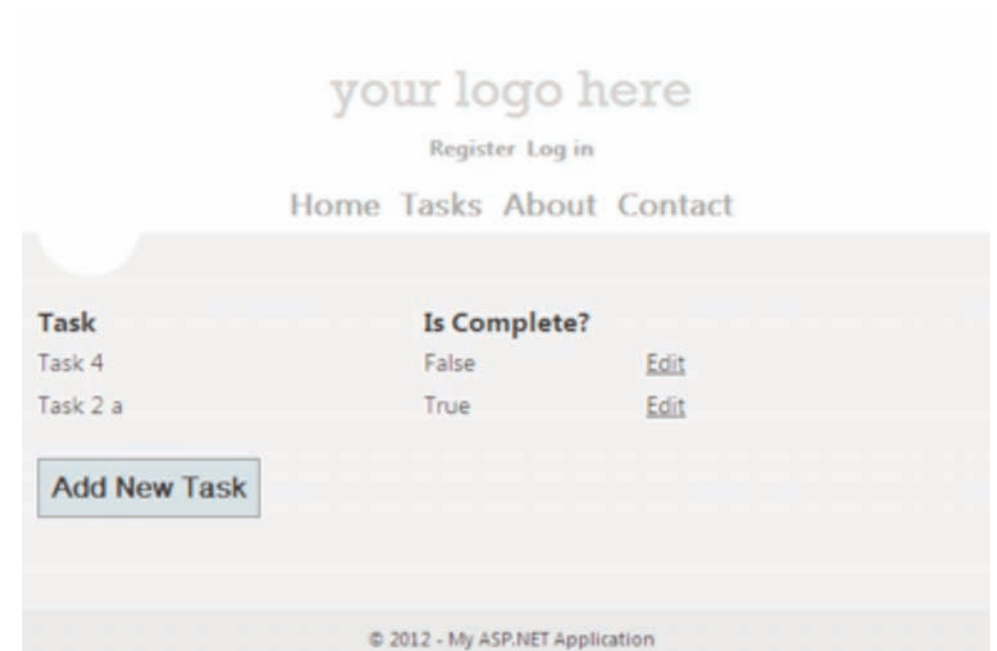 your logo here
Register Log in
Home Tasks About Contact
Task Is Complete?
Task 4 False Edit
Task 2 a True Edit
Add New Task
© 2012 - My ASP.NET Application